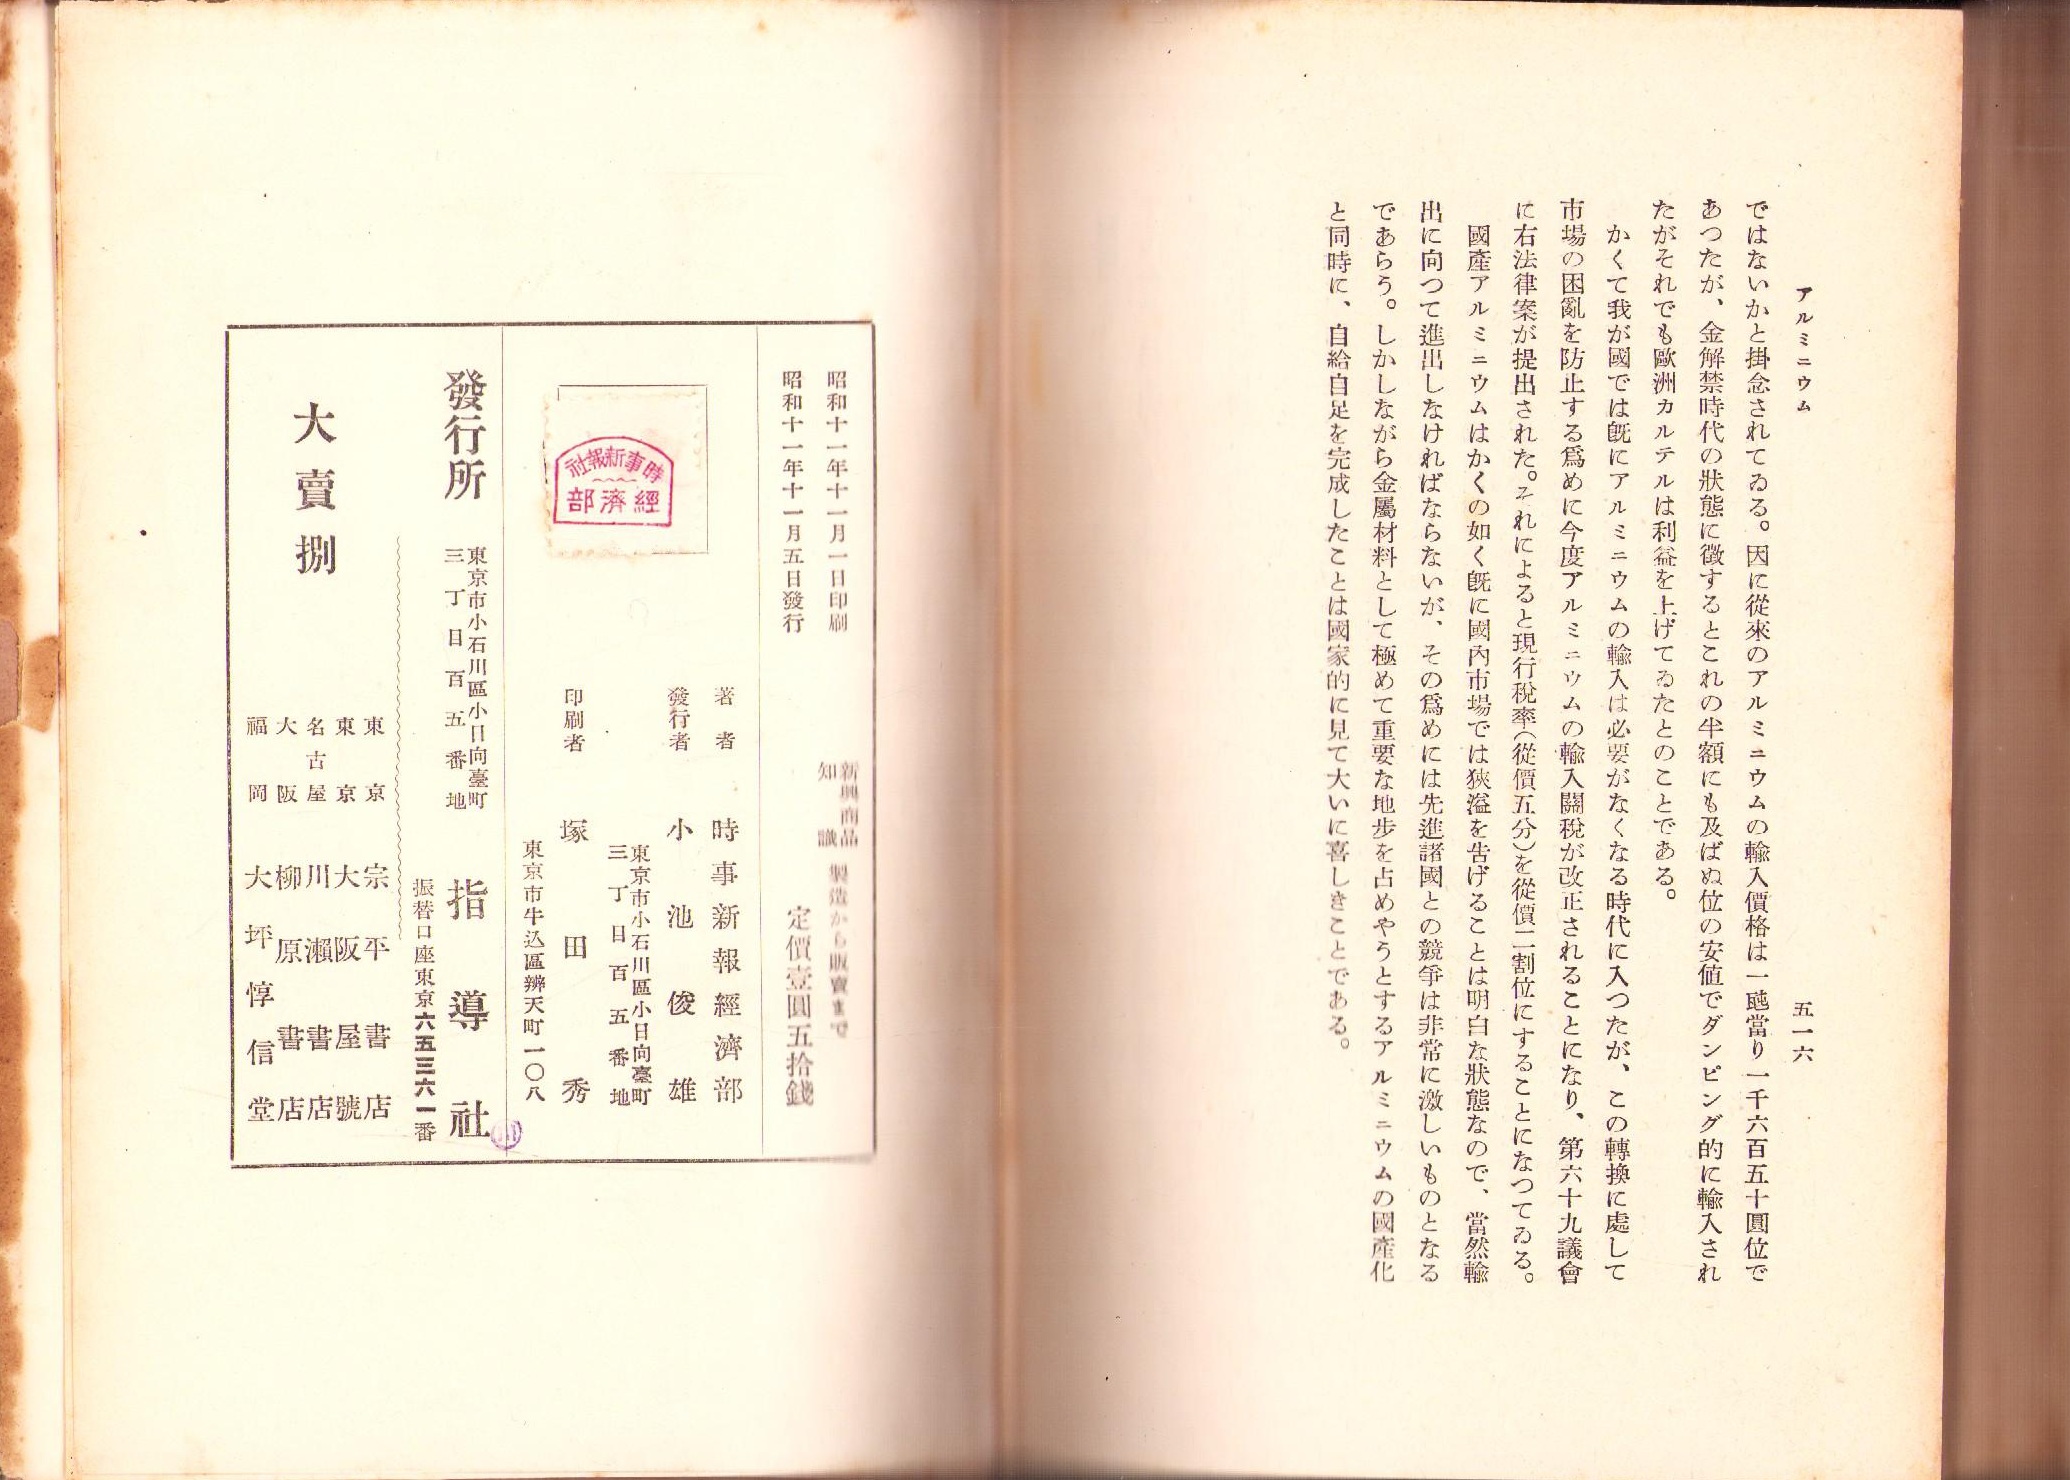 アルミニウム
五一六
ではないかと掛念されてゐる。因に從來のアルミニウムの輸入價格は一瓲當り一千六百五十圓位で
あつたが、金解禁時代の狀態に徵するとこれの半額にも及ばぬ位の安値でダンピング的に輸入され
たがそれでも歐洲カルテルは利益を上げてゐたとのことである。
かくて我が國では旣にアルミニウムの輸入は必要がなくなる時代に入つたが、この轉換に處して
市場の困亂を防止する爲めに今度アルミニウムの輸入關稅が改正されることになり、第六十九議會
に右法律案が提出された。それによると現行稅率(從價五分)を從價二割位にすることになつてゐる。
國產アルミニウムはかくの如く旣に國內市場では狹溢を吿げることは明白な狀態なので、當然輸
出に向つて進出しなければならないが、その爲めには先進諸國との競爭は非常に激しいものとなる
であらう。しかしながら金屬材料として極めて重要な地步を占めやうとするアルミニウムの國產化
と同時に、自給自足を完成したことは國家的に見て大いに喜しきことである。
昭和十一年十一月一日印刷
昭和十一年十一月五日發行
新興商品
知識
製造から販賣まで
定價壹圓五拾錢
著者 時事新報經濟部
發行者 小池俊雄
東京市小石川區小日向臺町
三丁目百五番地
印刷者 塚田秀
東京市牛込區辨天町一〇八
時事新報社
經濟部
發行所
東京市小石川區小日向臺町
三丁目百五番地
指導社
振替口座東京六五三六一番
大賣捌
東京 宗平書店
東京 大阪屋號
名古屋 川瀨書店
大阪 柳原書店
福岡 大坪惇信堂